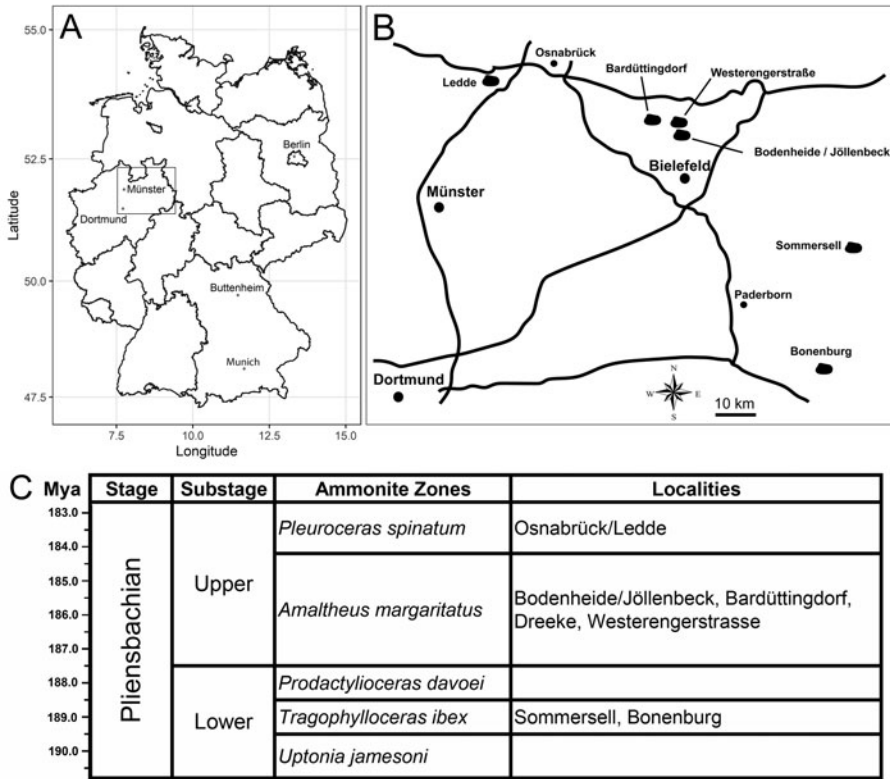 A
55.0
52.5
50.0
47.5
Latitude
Berlin
Münster
Dortmund
Buttenheim
Munich
7.5 10.0 12.5 15.0
Longitude
B
Osnabrück
Ledde
Bardüttingdorf
Westerengerstraße
Bodenheide / Jöllenbeck
Bielefeld
Münster
Sommersell
Paderborn
Bonenburg
Dortmund
N
W E
S
10 km
C Mya Stage Substage Ammonite Zones Localities
183.0
184.0
185.0
186.0
187.0
188.0
189.0
190.0
Pliensbachian
Upper
Lower
Pleuroceras spinatum Osnabrück/Ledde
Amaltheus margaritatus Bodenheide/Jöllenbeck, Bardüttingdorf,
Dreeke, Westerengerstrasse
Prodactylioceras davoei
Tragophylloceras ibex Sommersell, Bonenburg
Uptonia jamesoni